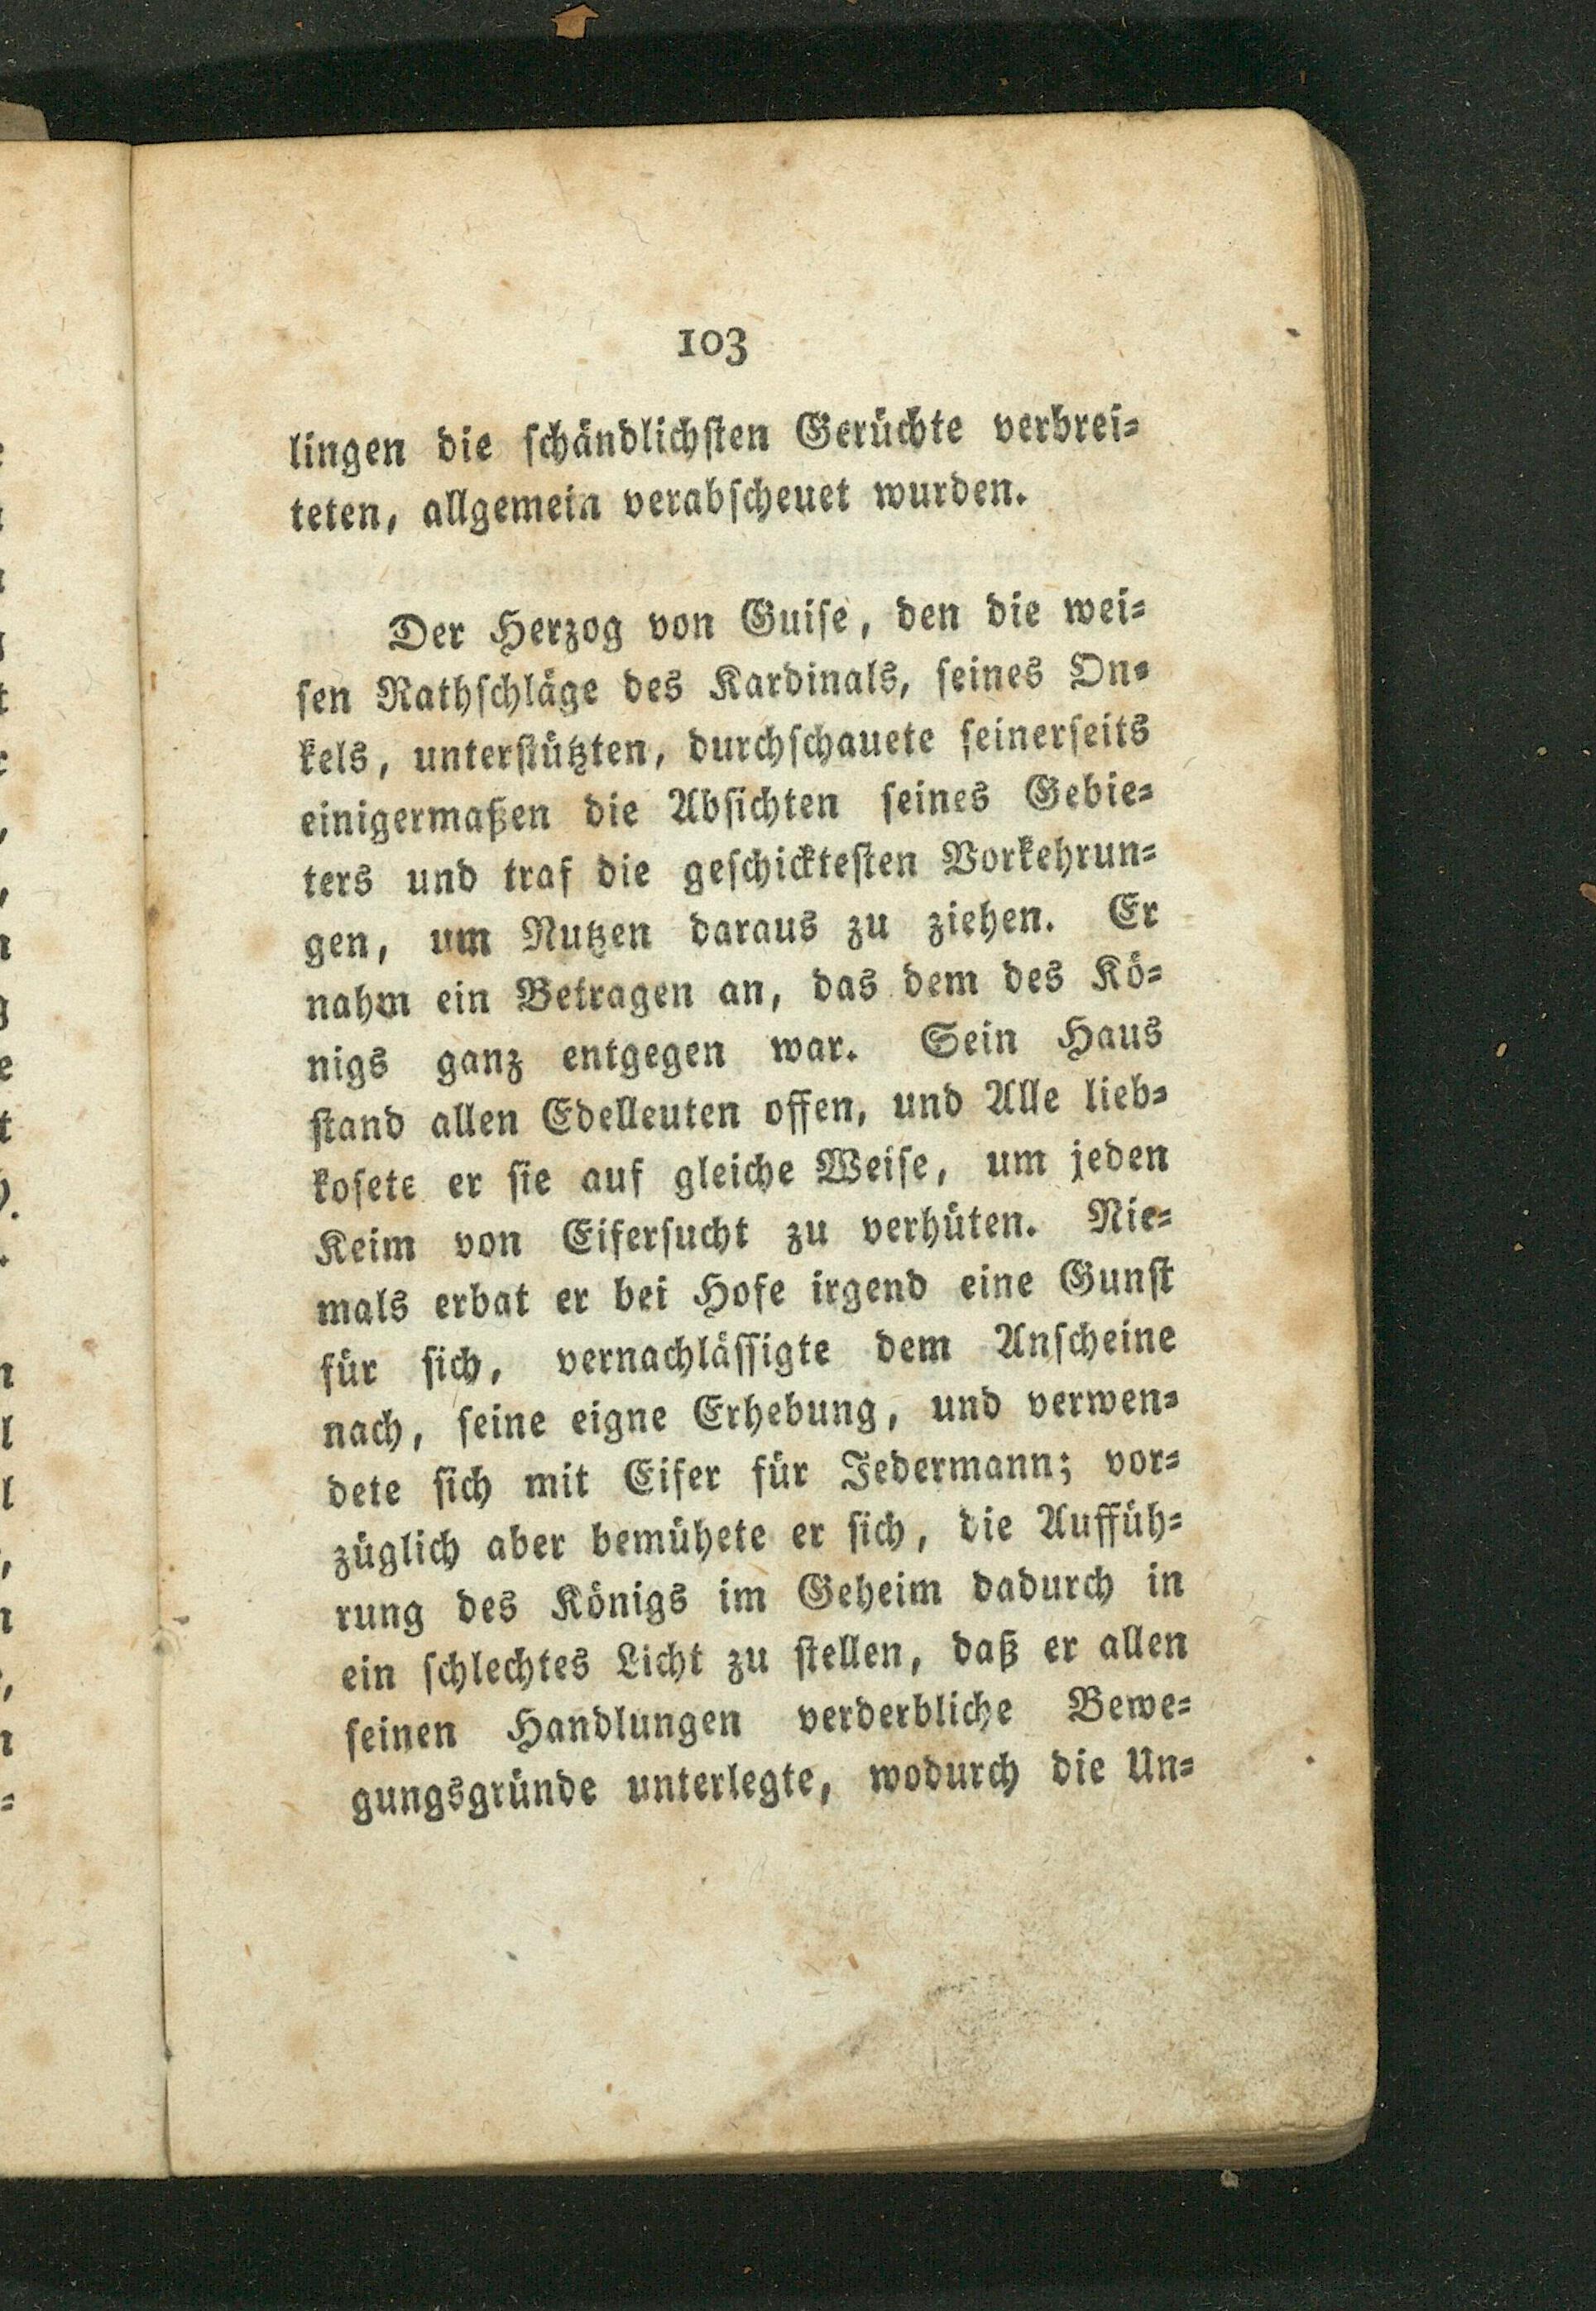 103
lingen die ſchändlichſten Gerüchte verbrei⸗
teten, allgemein verabſcheuet wurden.
Der Herzog von Guiſe, den die wei⸗
ſen Rathſchläge des Kardinals, ſeines On⸗
kels, unterſtützten, durchſchauete ſeinerſeits
einigermaßen die Abſichten ſeines Gebie⸗
ters und traf die geſchickteſten Vorkehrun⸗
gen, um Nutzen daraus zu ziehen. Er
nahm ein Betragen an, das dem des Kö⸗
nigs ganz entgegen war. Sein Haus
ſtand allen Edelleuten offen, und Alle lieb⸗
koſete er ſie auf gleiche Weiſe, um jeden
Keim von Eiferſucht zu verhüten. Nie⸗
mals erbat er bei Hofe irgend eine Gunſt
für ſich, vernachläſſigte dem Anſcheine
nach, ſeine eigne Erhebung, und verwen⸗
dete ſich mit Eifer für Jedermann; vor⸗
züglich aber bemühete er ſich, die Auffüh⸗
rung des Königs im Geheim dadurch in
ein ſchlechtes Licht zu ſtellen, daß er allen
ſeinen Handlungen verderbliche Bewe⸗
gungsgründe unterlegte, wodurch die Un⸗